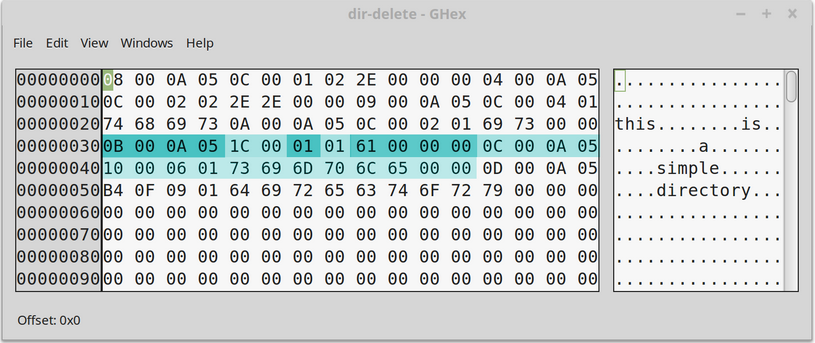 dir-delete - GHex
File Edit View Windows Help
00000000 08 00 0A 05 0C 00 01 02 2E 00 00 00 04 00 0A 05 ................
00000010 0C 00 02 02 2E 2E 00 00 09 00 0A 05 0C 00 04 01 ................
00000020 74 68 69 73 0A 00 0A 05 0C 00 02 01 69 73 00 00 this........is..
00000030 0B 00 0A 05 1C 00 01 01 61 00 00 00 0C 00 0A 05 ........a.......
00000040 10 00 06 01 73 69 6D 70 6C 65 00 00 0D 00 0A 05 ....simple......
00000050 B4 0F 09 01 64 69 72 65 63 74 6F 72 79 00 00 00 ....directory...
00000060 00 00 00 00 00 00 00 00 00 00 00 00 00 00 00 00 ................
00000070 00 00 00 00 00 00 00 00 00 00 00 00 00 00 00 00 ................
00000080 00 00 00 00 00 00 00 00 00 00 00 00 00 00 00 00 ................
00000090 00 00 00 00 00 00 00 00 00 00 00 00 00 00 00 00 ................
Offset: 0x0